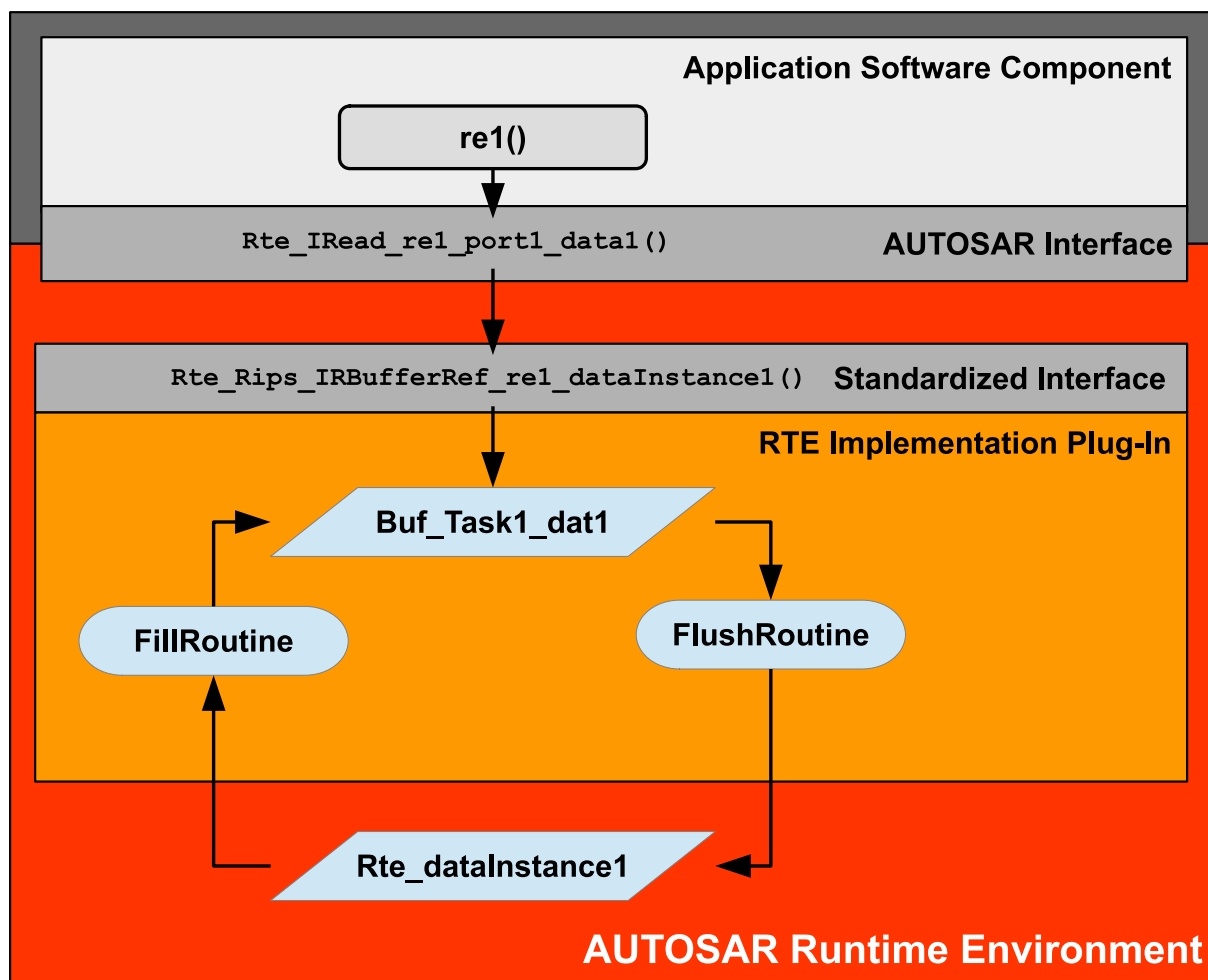 Application Software Component
re1()
Rte_IRead_re1_port1_data1()
AUTOSAR Interface
Rte_Rips_IRBufferRef_re1_dataInstance1()
Standardized Interface
RTE Implementation Plug-In
Buf_Task1_dat1
FillRoutine
FlushRoutine
Rte_dataInstance1
AUTOSAR Runtime Environment